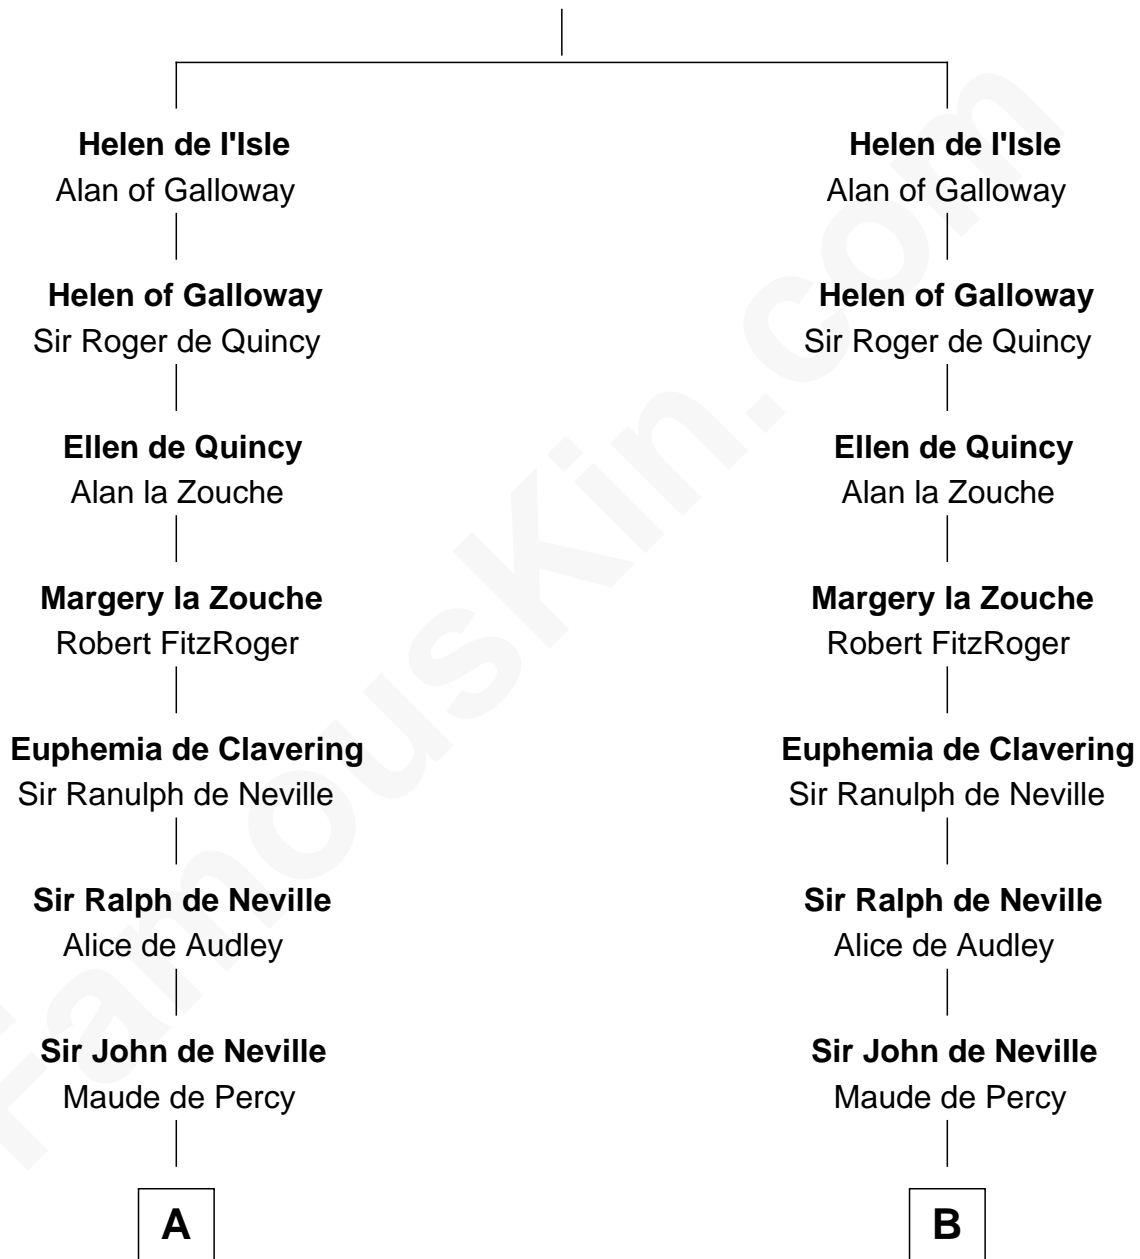 Helen de l'Isle
Alan of Galloway
Helen of Galloway
Sir Roger de Quincy
Ellen de Quincy
Alan la Zouche
Margery la Zouche
Robert FitzRoger
Euphemia de Clavering
Sir Ranulph de Neville
Sir Ralph de Neville
Alice de Audley
Sir John de Neville
Maude de Percy
A
Helen de l'Isle
Alan of Galloway
Helen of Galloway
Sir Roger de Quincy
Ellen de Quincy
Alan la Zouche
Margery la Zouche
Robert FitzRoger
Euphemia de Clavering
Sir Ranulph de Neville
Sir Ralph de Neville
Alice de Audley
Sir John de Neville
Maude de Percy
B
FamousKin.com